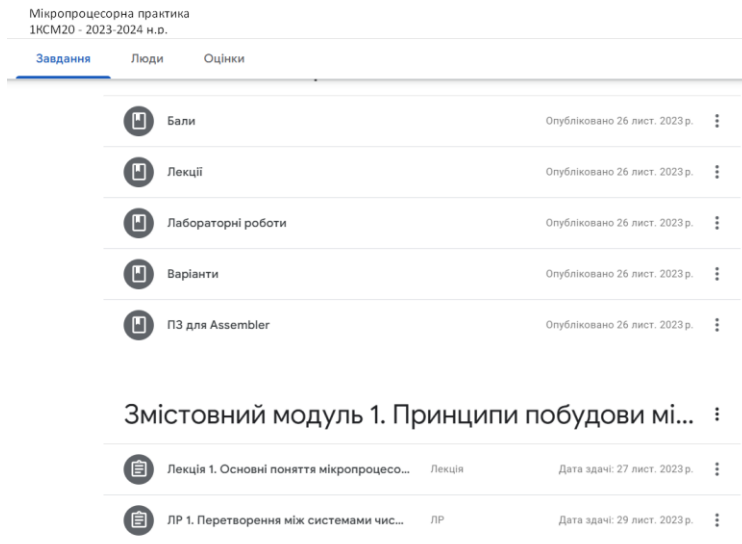 Мікропроцесорна практика
1КСМ20 - 2023-2024 н.р.
Завдання Люди Оцінки
Бали Опубліковано 26 лист. 2023 р.
Лекції Опубліковано 26 лист. 2023 р.
Лабораторні роботи Опубліковано 26 лист. 2023 р.
Варіанти Опубліковано 26 лист. 2023 р.
ПЗ для Assembler Опубліковано 26 лист. 2023 р.
Змістовний модуль 1. Принципи побудови мі...
Лекція 1. Основні поняття мікропроцесо... Лекція Дата здачі: 27 лист. 2023 р.
ЛР 1. Перетворення між системами чис... ЛР Дата здачі: 29 лист. 2023 р.